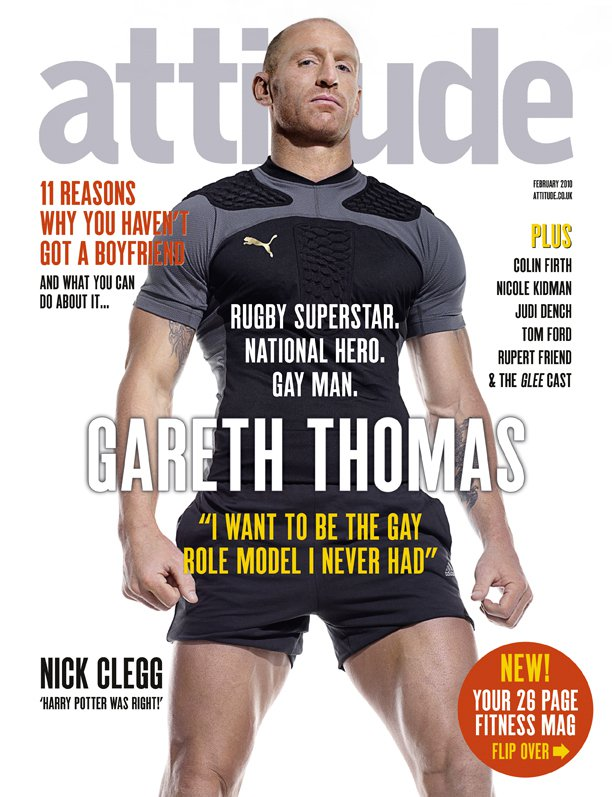 attitude
FEBRUARY 2010
ATTITUDE.CO.UK
11 REASONS
WHY YOU HAVEN'T
GOT A BOYFRIEND
AND WHAT YOU CAN
DO ABOUT IT...
PLUS
COLIN FIRTH
NICOLE KIDMAN
JUDI DENCH
TOM FORD
RUPERT FRIEND
& THE GLEE CAST
RUGBY SUPERSTAR.
NATIONAL HERO.
GAY MAN.
GARETH THOMAS
“I WANT TO BE THE GAY
ROLE MODEL I NEVER HAD”
adidas
NICK CLEGG
‘HARRY POTTER WAS RIGHT!’
NEW!
YOUR 26 PAGE
FITNESS MAG
FLIP OVER